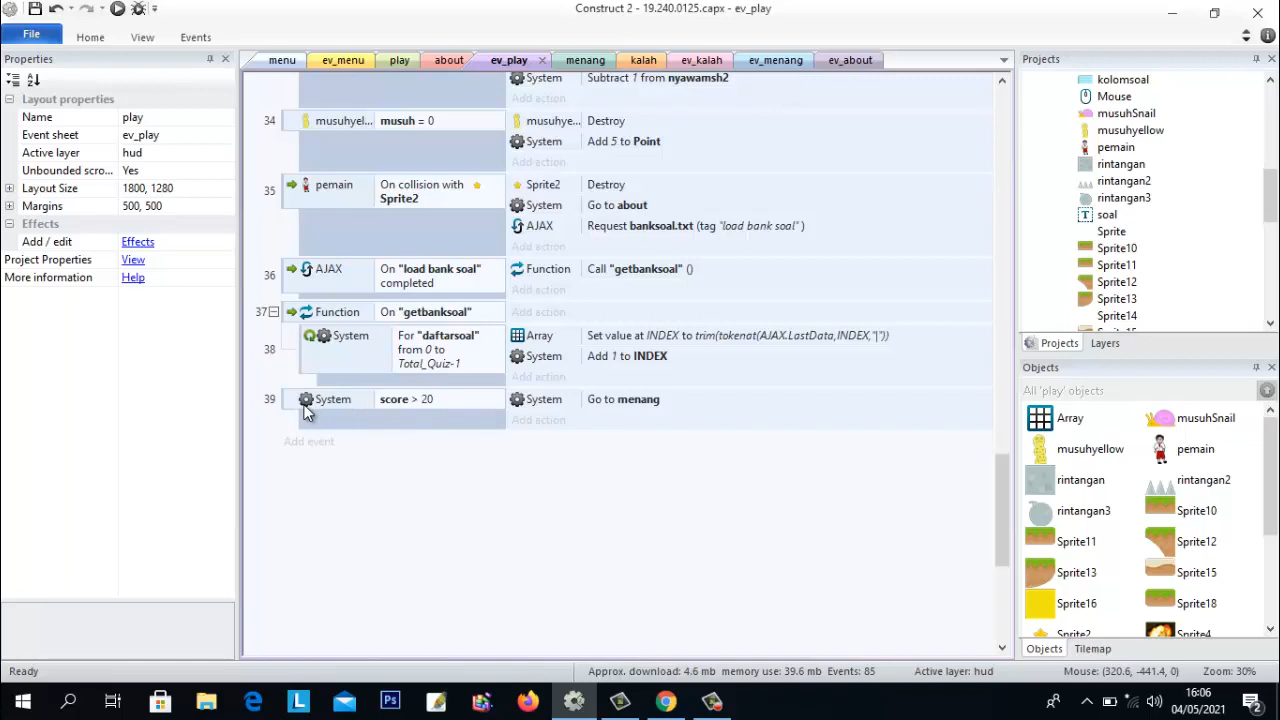 Construct 2 - 19.240.0125.capx - ev_play
File
Home
View
Events
Properties
Layout properties
Name play
Event sheet ev_play
Active layer hud
Unbounded scro... Yes
Layout Size 1800, 1280
Margins 500, 500
Effects
Add / edit Effects
Project Properties View
More information Help
menu ev_menu play about ev_play menang kalah ev_kalah ev_menang ev_about
System Subtract 1 from nyawamsh2
Add action
34 musuhyel... musuh = 0 musuhye... Destroy
System Add 5 to Point
Add action
35 pemain On collision with Sprite2 Sprite2 Destroy
System Go to about
AJAX Request banksoal.txt (tag "load bank soal" )
Add action
36 AJAX On "load bank soal" completed Function Call "getbanksoal" ()
Add action
37 Function On "getbanksoal" Add action
38 System For "daftarsoal" from 0 to Total_Quiz-1 Array Set value at INDEX to trim(tokenat(AJAX.LastData,INDEX,"|"))
System Add 1 to INDEX
Add action
39 System score > 20 System Go to menang
Add action
Add event
Projects
kolomsoal
Mouse
musuhSnail
musuhyellow
pemain
rintangan
rintangan2
rintangan3
T soal
Sprite
Sprite10
Sprite11
Sprite12
Sprite13
Sprite14
Projects Layers
Objects
All 'play' objects
Array musuhSnail
musuhyellow pemain
rintangan rintangan2
rintangan3 Sprite10
Sprite11 Sprite12
Sprite13 Sprite15
Sprite16 Sprite18
Sprite2 Sprite4
Objects Tilemap
Ready
Approx. download: 4.6 mb memory use: 39.6 mb Events: 85
Active layer: hud
Mouse: (320.6, -441.4, 0)
Zoom: 30%
L
Ps
16:06
04/05/2021
2